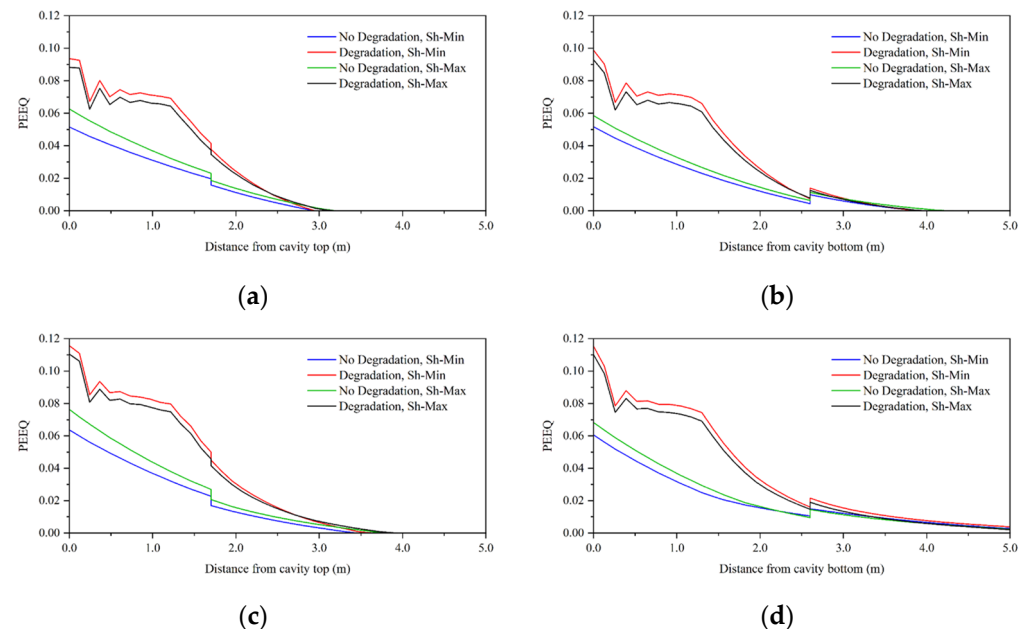 0.12
0.10
0.08
0.06
0.04
0.02
0.00
PEEQ
No Degradation, Sh-Min
Degradation, Sh-Min
No Degradation, Sh-Max
Degradation, Sh-Max
0.0 1.0 2.0 3.0 4.0 5.0
Distance from cavity top (m)
(a)
0.12
0.10
0.08
0.06
0.04
0.02
0.00
PEEQ
No Degradation, Sh-Min
Degradation, Sh-Min
No Degradation, Sh-Max
Degradation, Sh-Max
0.0 1.0 2.0 3.0 4.0 5.0
Distance from cavity bottom (m)
(b)
0.12
0.10
0.08
0.06
0.04
0.02
0.00
PEEQ
No Degradation, Sh-Min
Degradation, Sh-Min
No Degradation, Sh-Max
Degradation, Sh-Max
0.0 1.0 2.0 3.0 4.0 5.0
Distance from cavity top (m)
(c)
0.12
0.10
0.08
0.06
0.04
0.02
0.00
PEEQ
No Degradation, Sh-Min
Degradation, Sh-Min
No Degradation, Sh-Max
Degradation, Sh-Max
0.0 1.0 2.0 3.0 4.0 5.0
Distance from cavity bottom (m)
(d)